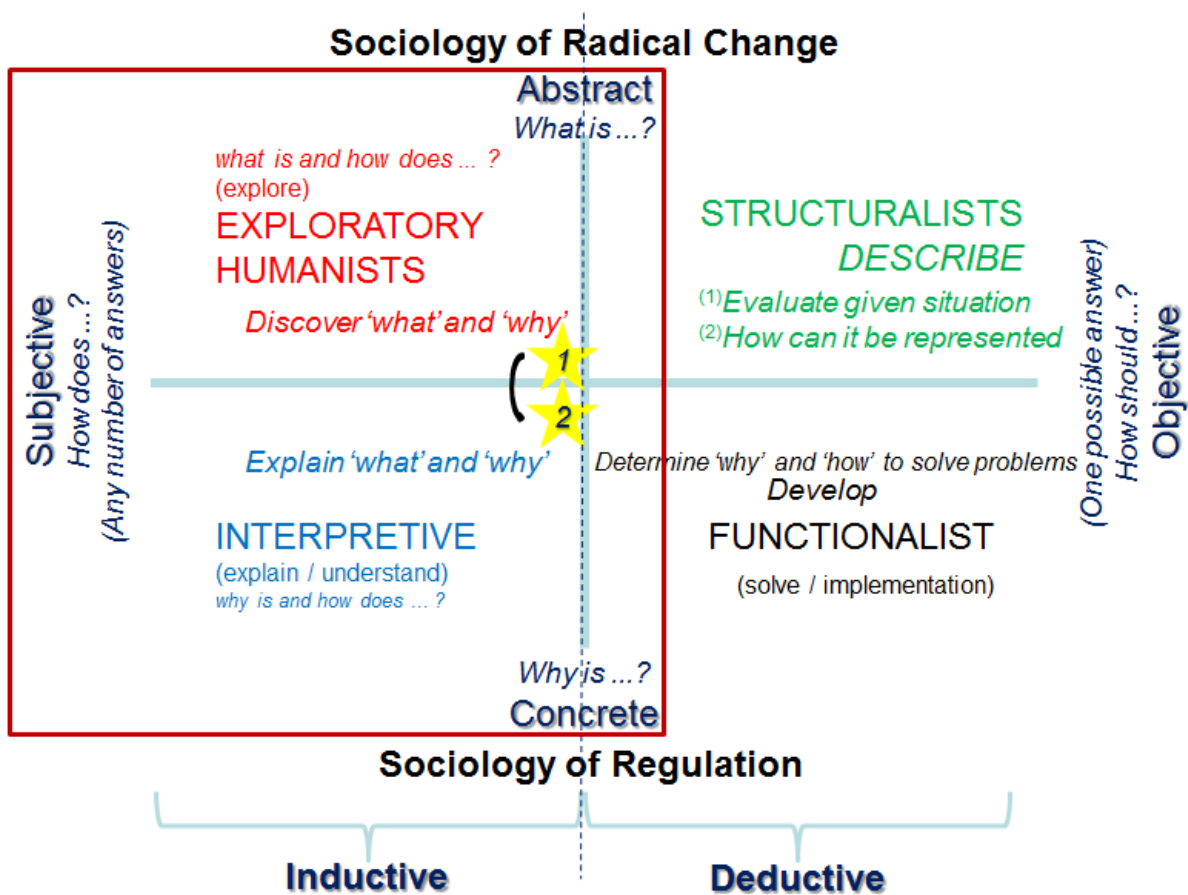 Sociology of Radical Change
Abstract
What is ...?
what is and how does ... ?
(explore)
EXPLORATORY
HUMANISTS
Discover ‘what’ and ‘why’
STRUCTURALISTS
DESCRIBE
(1)Evaluate given situation
(2)How can it be represented
Subjective
How does ...?
(Any number of answers)
1
2
(One possible answer)
How should...?
Objective
Explain ‘what’ and ‘why’
INTERPRETIVE
(explain / understand)
why is and how does ... ?
Determine ‘why’ and ‘how’ to solve problems
Develop
FUNCTIONALIST
(solve / implementation)
Why is ...?
Concrete
Sociology of Regulation
Inductive
Deductive